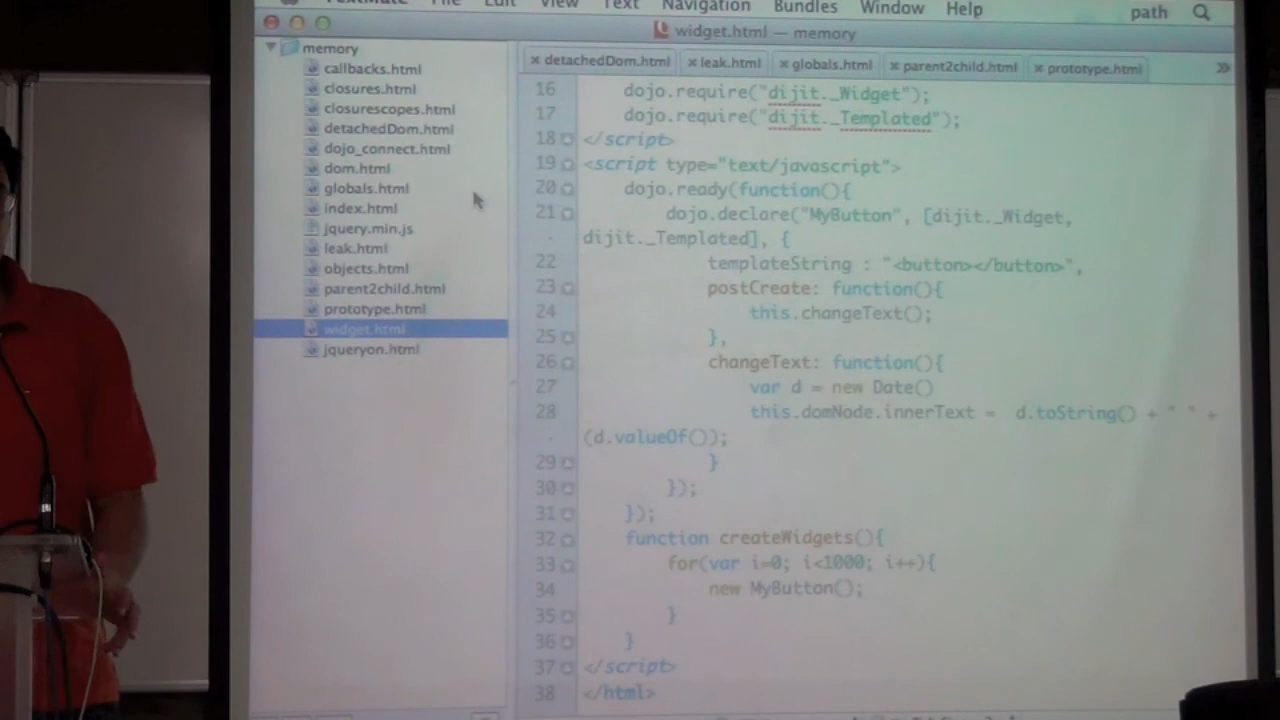 TextMate File Edit View Text Navigation Bundles Window Help path
widget.html — memory
memory
callbacks.html
closures.html
closurescopes.html
detachedDom.html
dojo_connect.html
dom.html
globals.html
index.html
jquery.min.js
leak.html
objects.html
parent2child.html
prototype.html
widget.html
jqueryon.html
× detachedDom.html × leak.html × globals.html × parent2child.html × prototype.html »
16 dojo.require("dijit._Widget");
17 dojo.require("dijit._Templated");
18 </script>
19 <script type="text/javascript">
20 dojo.ready(function(){
21 dojo.declare("MyButton", [dijit._Widget,
· dijit._Templated], {
22 templateString : "<button></button>",
23 postCreate: function(){
24 this.changeText();
25 },
26 changeText: function(){
27 var d = new Date()
28 this.domNode.innerText = d.toString() + " " +
· (d.valueOf());
29 }
30 });
31 });
32 function createWidgets(){
33 for(var i=0; i<1000; i++){
34 new MyButton();
35 }
36 }
37 </script>
38 </html>